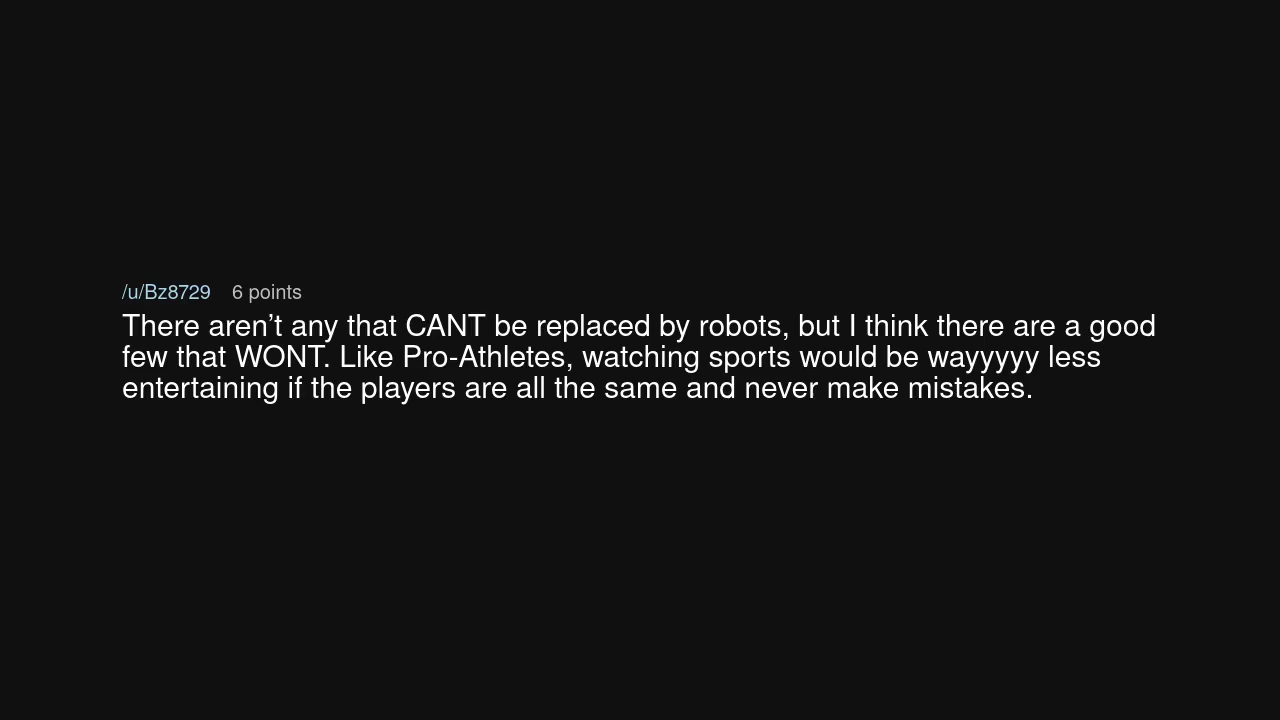 /u/Bz8729 6 points
There aren’t any that CANT be replaced by robots, but I think there are a good
few that WONT. Like Pro-Athletes, watching sports would be wayyyyy less
entertaining if the players are all the same and never make mistakes.